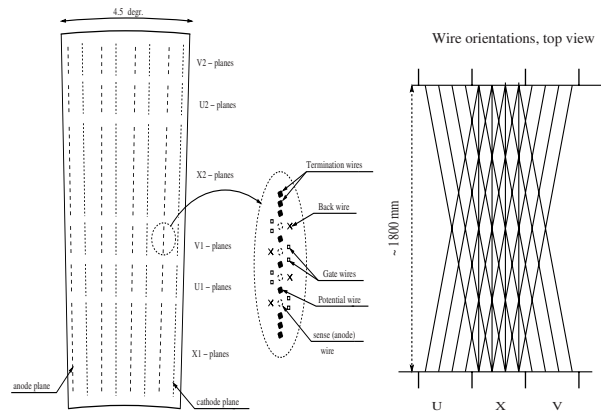 4.5 degr.
V2 – planes
U2 – planes
X2 – planes
V1 – planes
U1 – planes
X1 – planes
anode plane
cathode plane
Termination wires
Back wire
Gate wires
Potential wire
sense (anode)
wire
Wire orientations, top view
~ 1800 mm
U X V